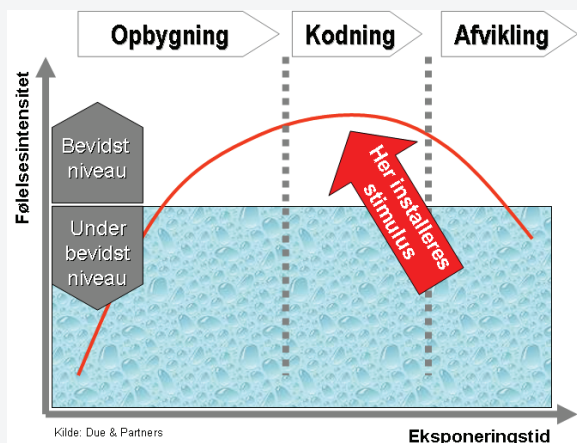 Opbygning
Kodning
Afvikling
Følelsesintensitet
Bevidst
niveau
Under
bevidst
niveau
Her installeres
stimulus
Kilde: Due & Partners
Eksponeringstid